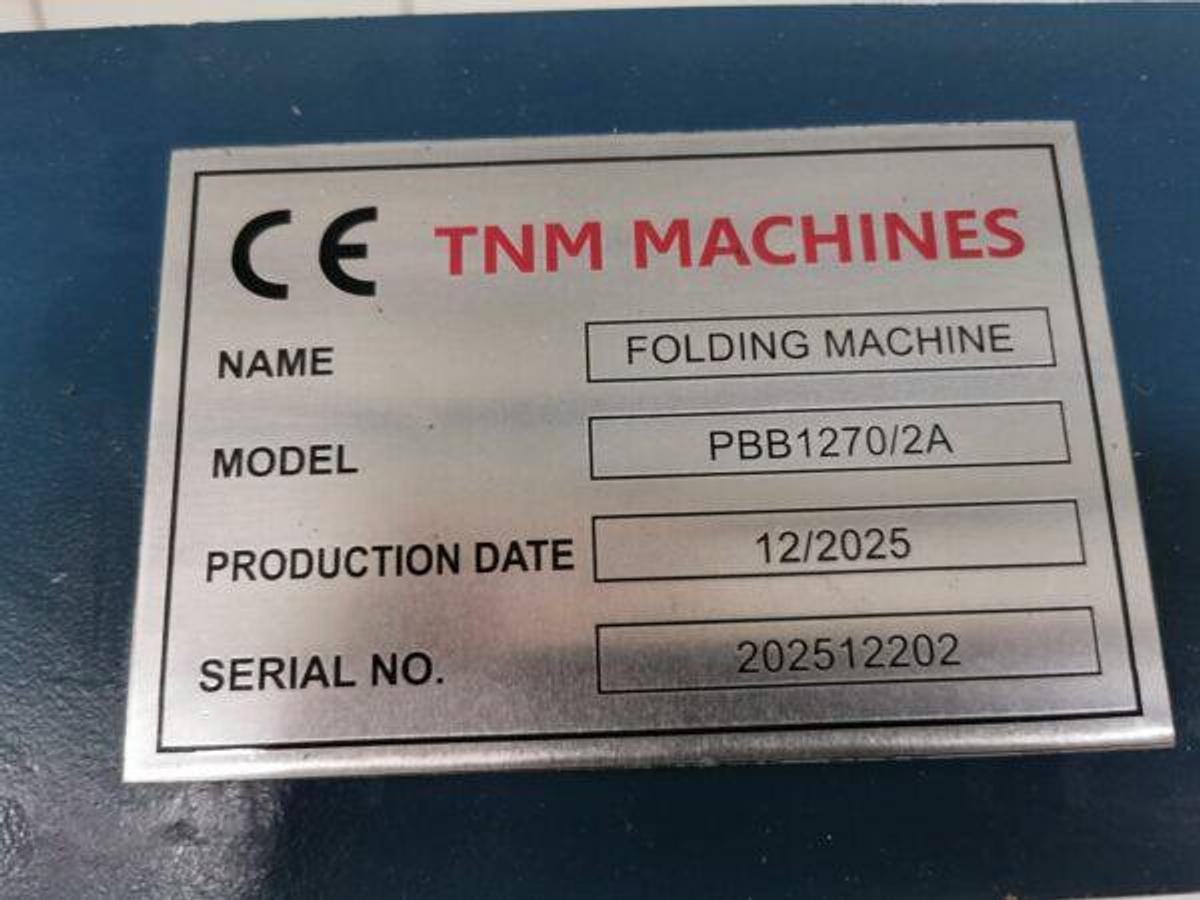 CE TNM MACHINES
NAME FOLDING MACHINE
MODEL PBB1270/2A
PRODUCTION DATE 12/2025
SERIAL NO. 202512202